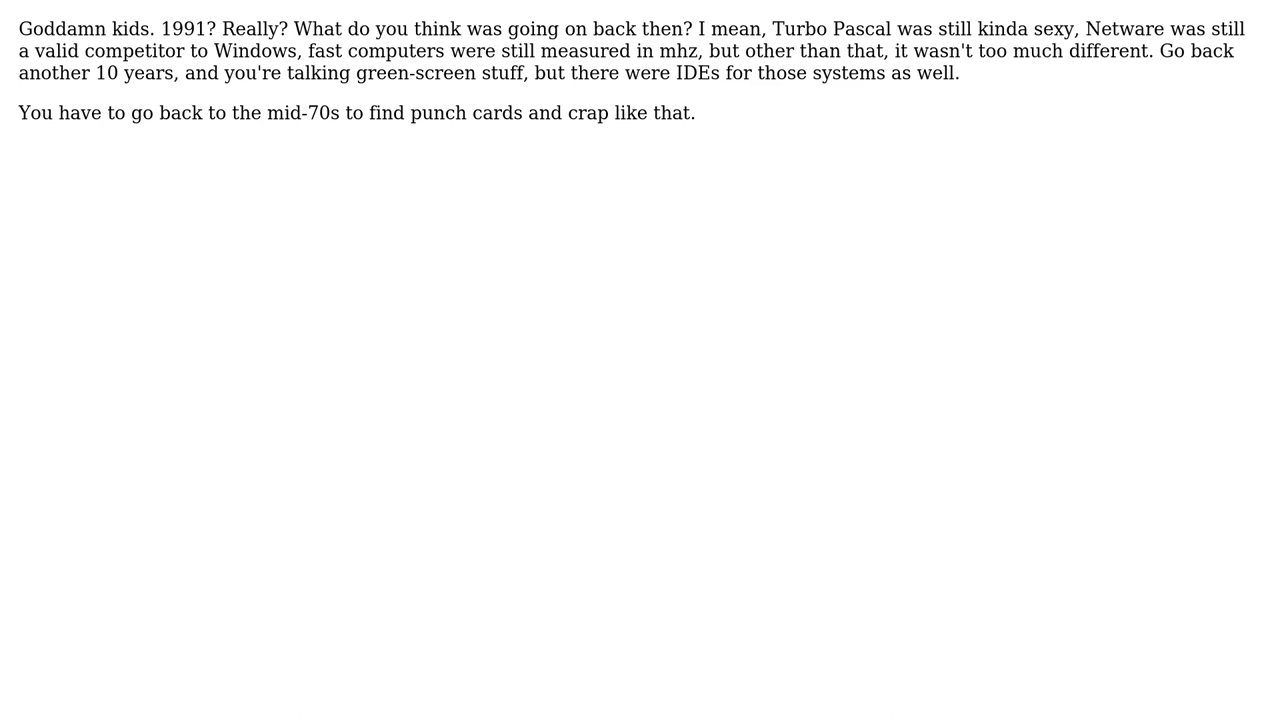 Goddamn kids. 1991? Really? What do you think was going on back then? I mean, Turbo Pascal was still kinda sexy, Netware was still
a valid competitor to Windows, fast computers were still measured in mhz, but other than that, it wasn't too much different. Go back
another 10 years, and you're talking green-screen stuff, but there were IDEs for those systems as well.
You have to go back to the mid-70s to find punch cards and crap like that.